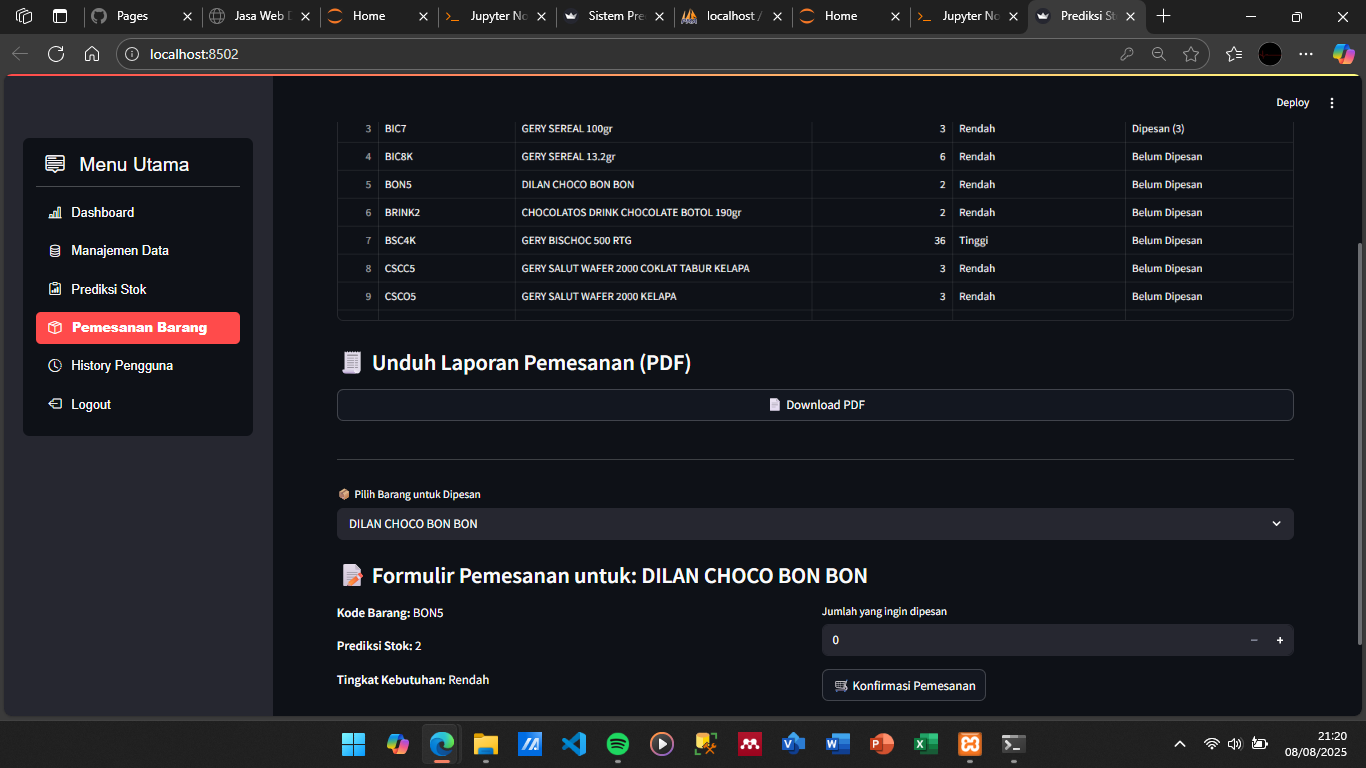 Pages
Jasa Web D
Home
Jupyter No
Sistem Pre
localhost /
Home
Jupyter No
Prediksi St
localhost:8502
Deploy
Menu Utama
Dashboard
Manajemen Data
Prediksi Stok
Pemesanan Barang
History Pengguna
Logout
3 BIC7 GERY SEREAL 100gr 3 Rendah Dipesan (3)
4 BIC8K GERY SEREAL 13.2gr 6 Rendah Belum Dipesan
5 BON5 DILAN CHOCO BON BON 2 Rendah Belum Dipesan
6 BRINK2 CHOCOLATOS DRINK CHOCOLATE BOTOL 190gr 2 Rendah Belum Dipesan
7 BSC4K GERY BISCHOC 500 RTG 36 Tinggi Belum Dipesan
8 CSCC5 GERY SALUT WAFER 2000 COKLAT TABUR KELAPA 3 Rendah Belum Dipesan
9 CSCO5 GERY SALUT WAFER 2000 KELAPA 3 Rendah Belum Dipesan
Unduh Laporan Pemesanan (PDF)
Download PDF
Pilih Barang untuk Dipesan
DILAN CHOCO BON BON
Formulir Pemesanan untuk: DILAN CHOCO BON BON
Kode Barang: BON5
Prediksi Stok: 2
Tingkat Kebutuhan: Rendah
Jumlah yang ingin dipesan
0
Konfirmasi Pemesanan
21:20
08/08/2025